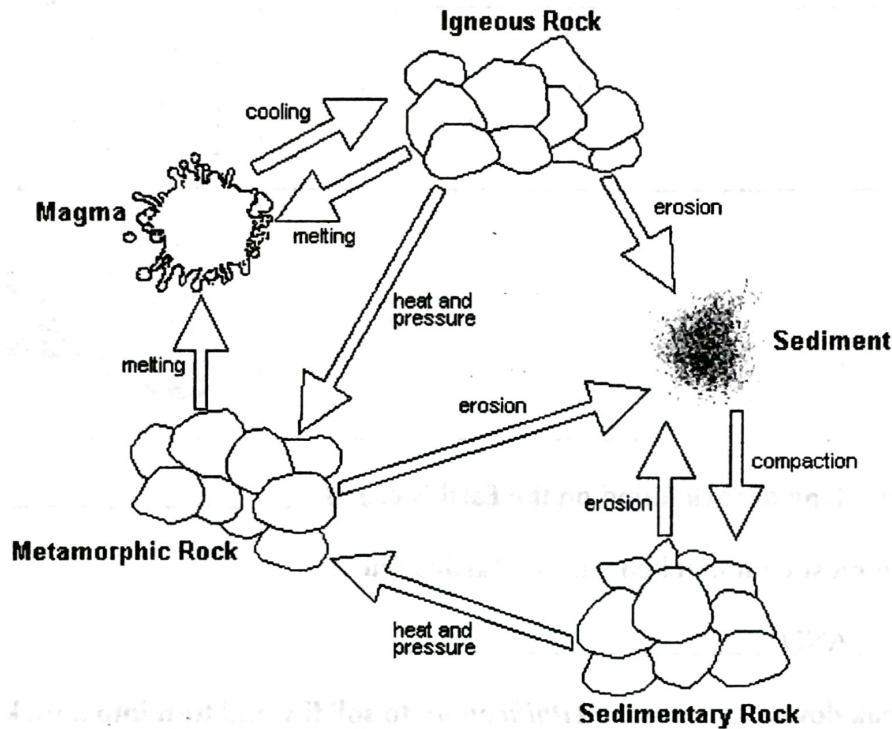 Igneous Rock
cooling
Magma
melting
erosion
heat and
pressure
Sediment
melting
erosion
compaction
erosion
Metamorphic Rock
heat and
pressure
Sedimentary Rock